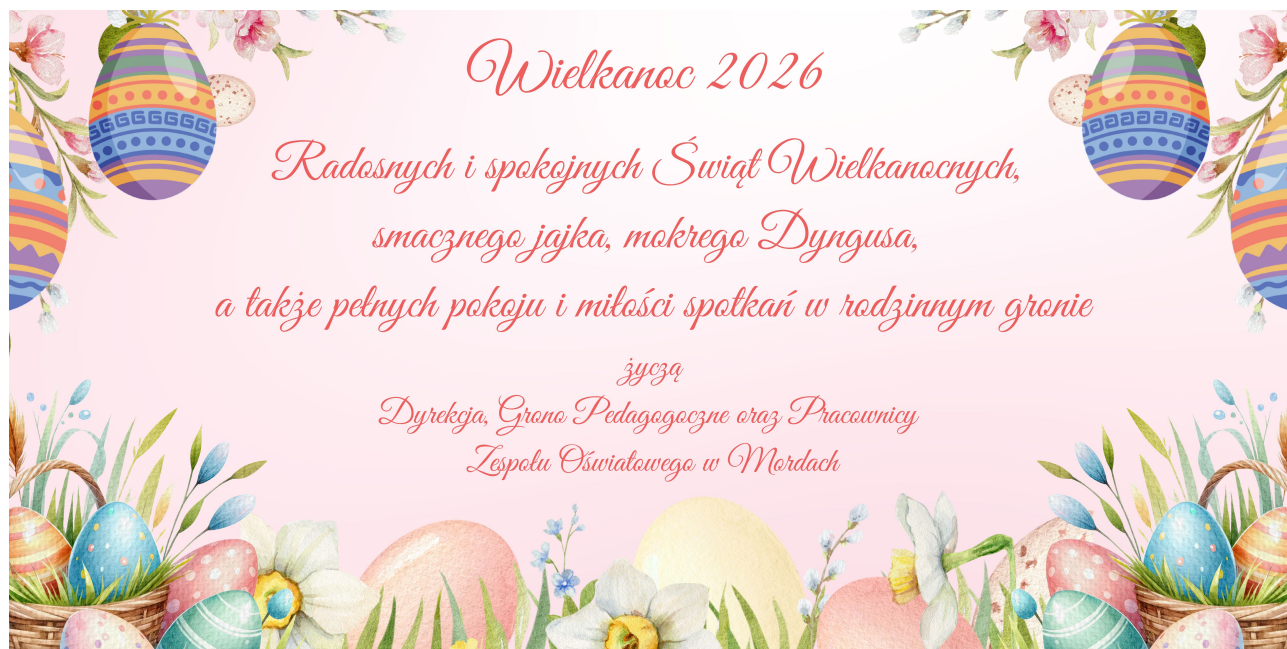 Wielkanoc 2026
Radosnych i spokojnych Świąt Wielkanocnych,
smacznego jajka, mokrego Dyngusa,
a także pełnych pokoju i miłości spotkań w rodzinnym gronie
życzą
Dyrekcja, Grono Pedagogoczne oraz Pracownicy
Zespołu Oświatowego w Mordach